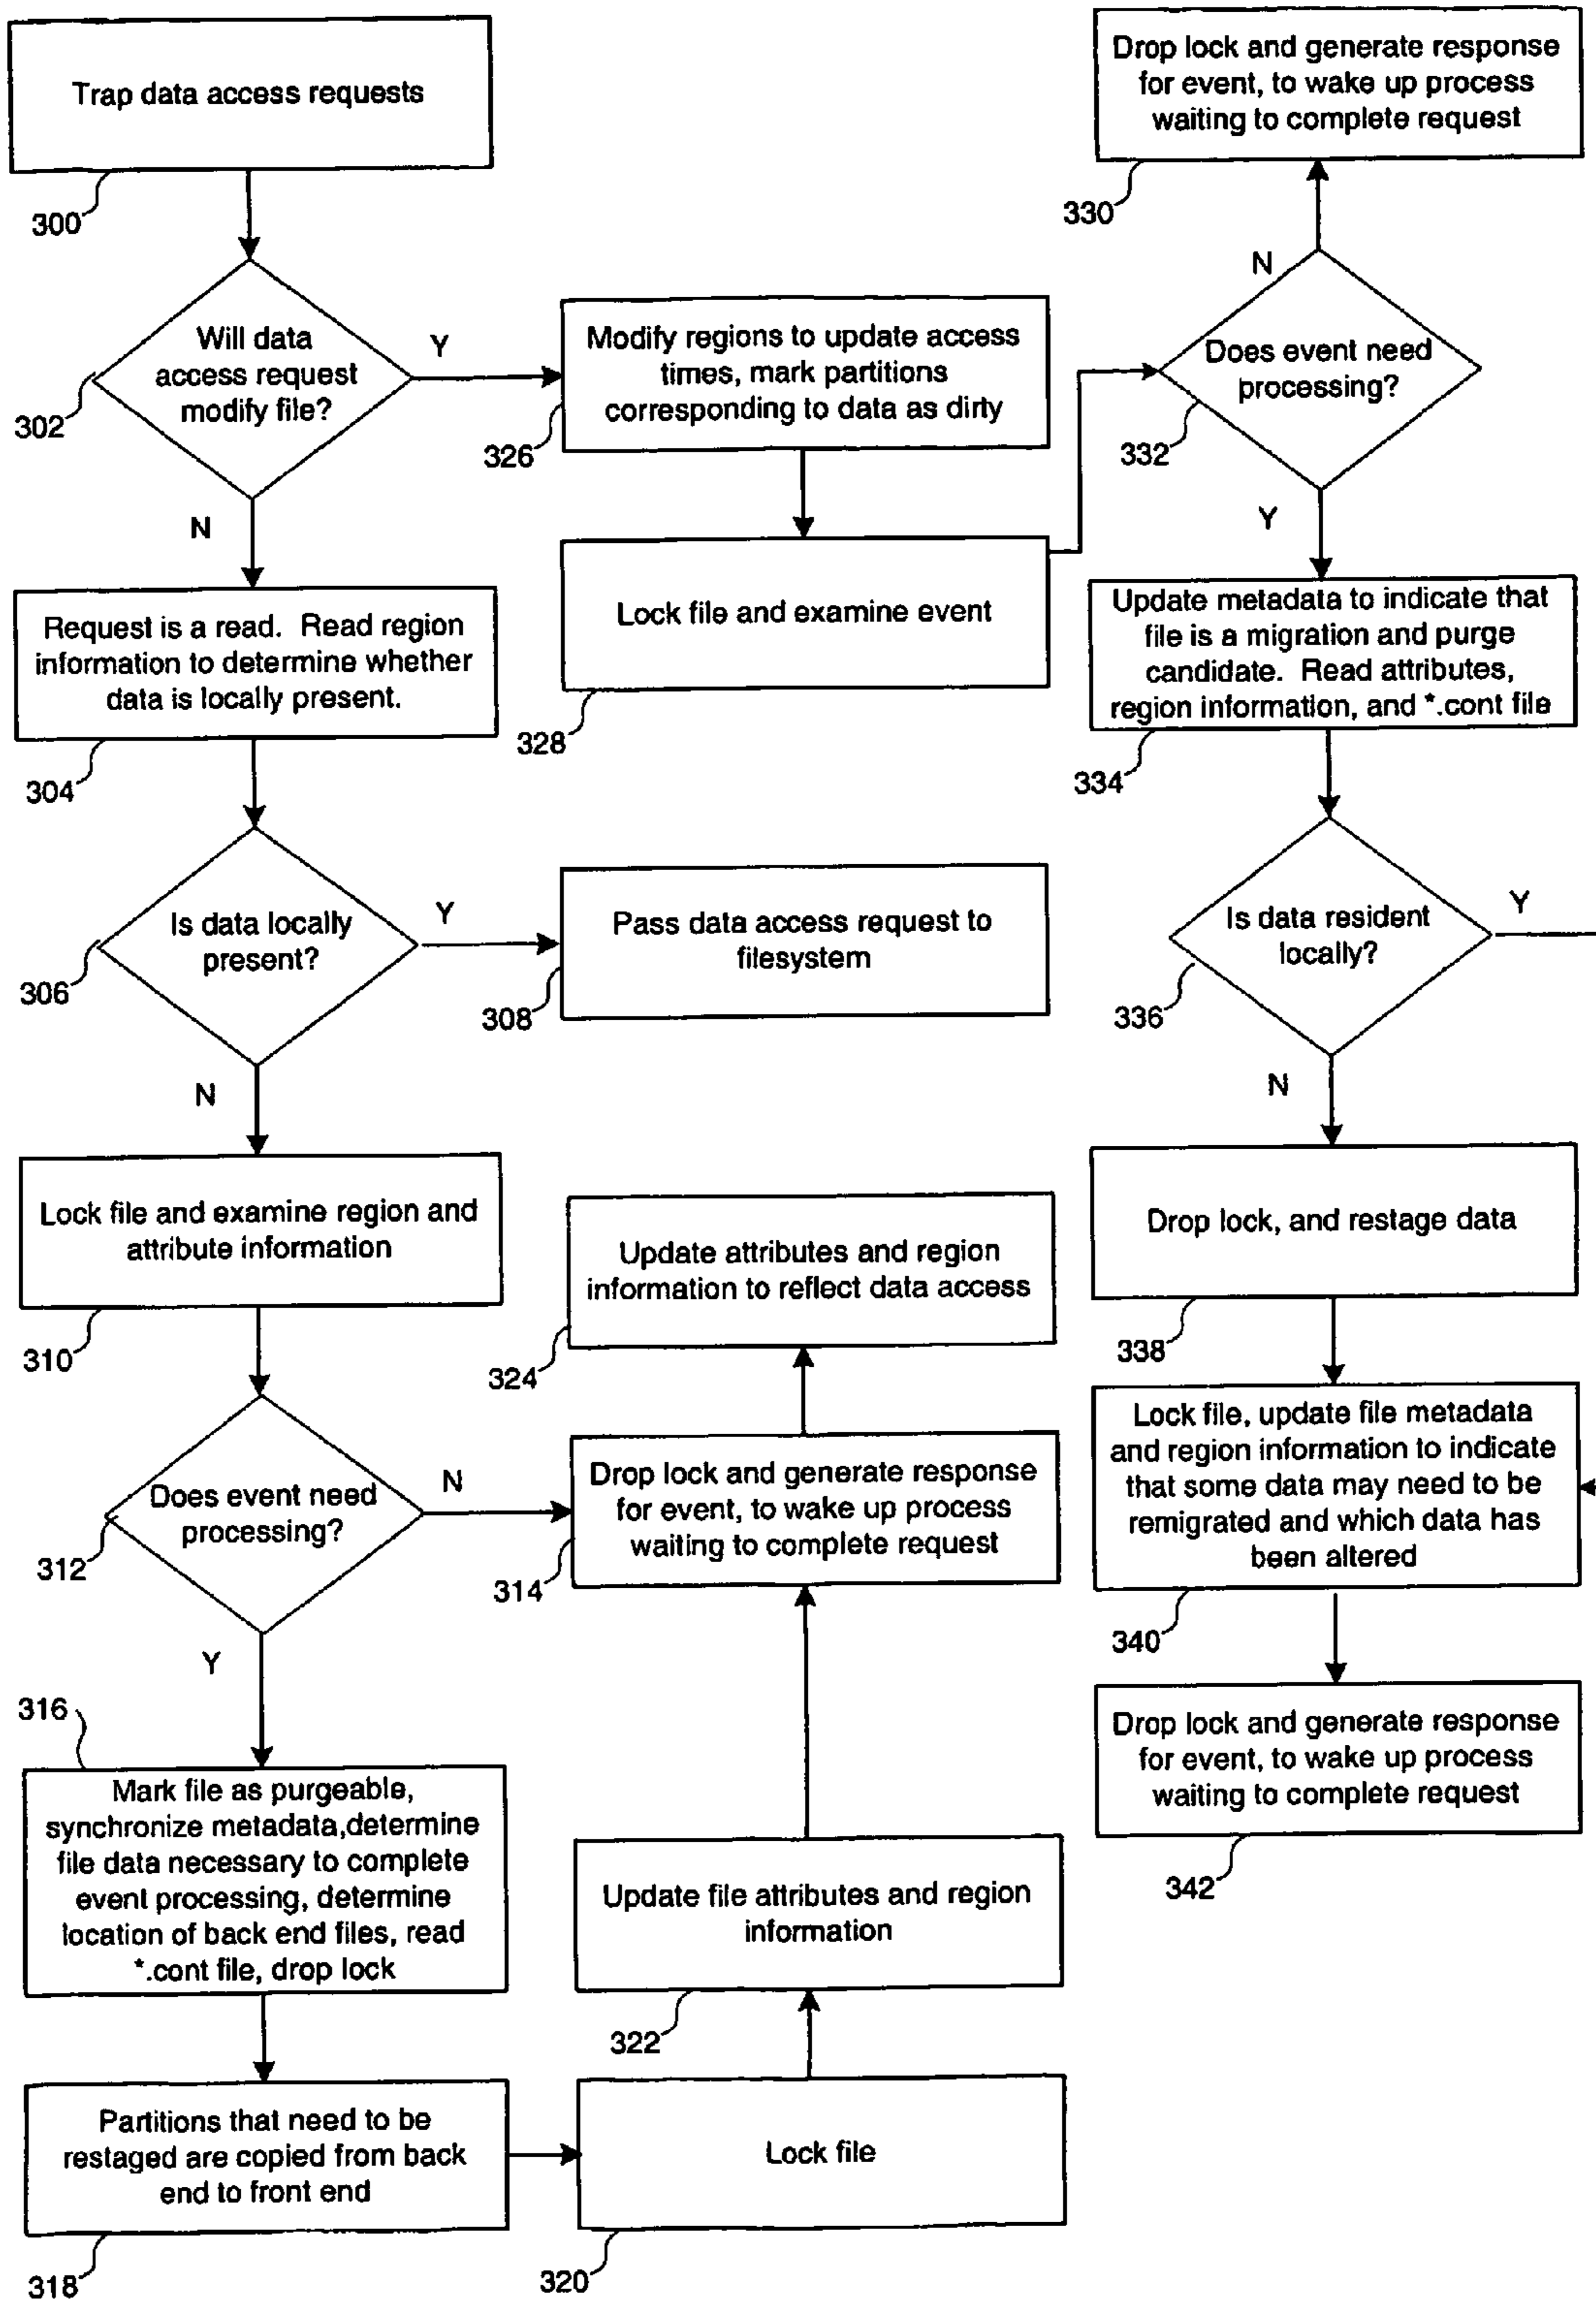 Trap data access requests
300
Will data
access request
modify file?
302
Y
N
Modify regions to update access
times, mark partitions
corresponding to data as dirty
326
Lock file and examine event
328
Request is a read. Read region
information to determine whether
data is locally present.
304
Is data locally
present?
306
Y
N
Pass data access request to
filesystem
308
Lock file and examine region and
attribute information
310
Does event need
processing?
312
N
Y
316
Mark file as purgeable,
synchronize metadata,determine
file data necessary to complete
event processing, determine
location of back end files, read
*.cont file, drop lock
Partitions that need to be
restaged are copied from back
end to front end
318
Lock file
320
Update file attributes and region
information
322
Drop lock and generate response
for event, to wake up process
waiting to complete request
314
Update attributes and region
information to reflect data access
324
Drop lock and generate response
for event, to wake up process
waiting to complete request
330
N
Does event need
processing?
332
Y
Update metadata to indicate that
file is a migration and purge
candidate. Read attributes,
region information, and *.cont file
334
Is data resident
locally?
336
Y
N
Drop lock, and restage data
338
Lock file, update file metadata
and region information to indicate
that some data may need to be
remigrated and which data has
been altered
340
Drop lock and generate response
for event, to wake up process
waiting to complete request
342